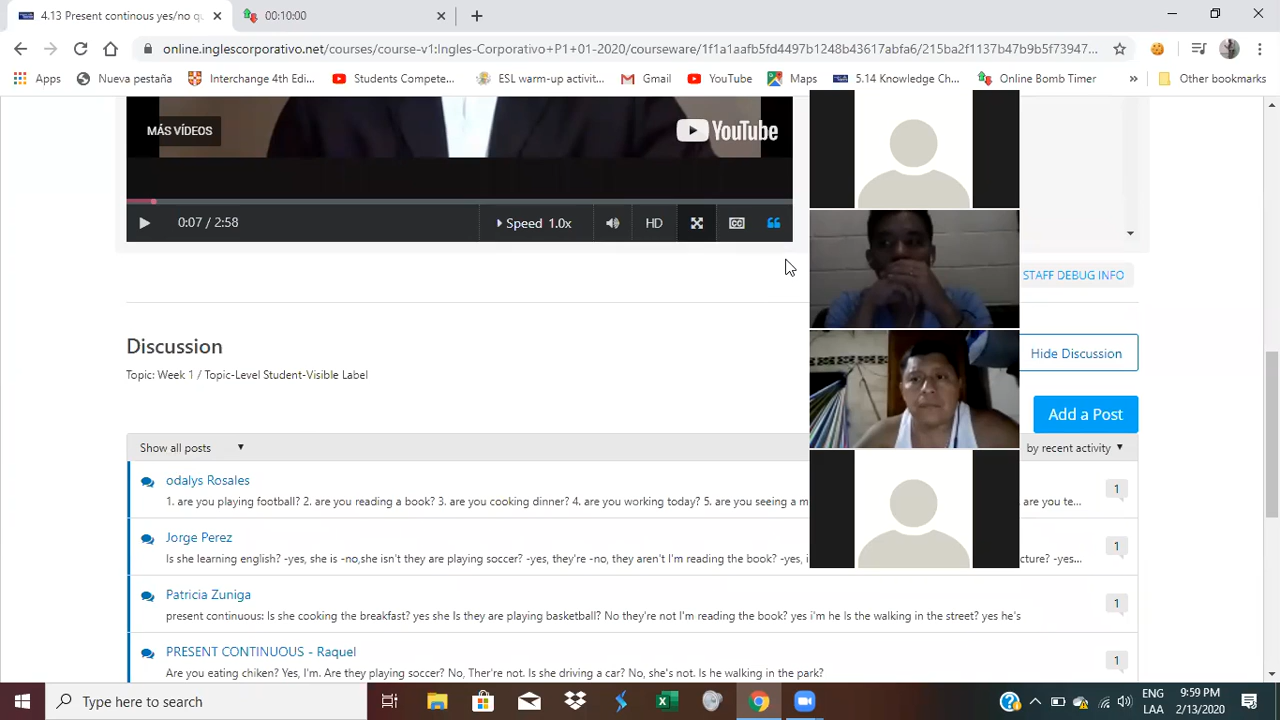 4.13 Present continous yes/no qu
00:10:00
online.inglescorporativo.net/courses/course-v1:Ingles-Corporativo+P1+01-2020/courseware/1f1a1aafb5fd4497b1248b43617abfa6/215ba2f1137b47b9b5f73947...
Apps
Nueva pestaña
Interchange 4th Edi...
Students Compete...
ESL warm-up activit...
Gmail
YouTube
Maps
5.14 Knowledge Ch...
Online Bomb Timer
»
Other bookmarks
MÁS VÍDEOS
YouTube
0:07 / 2:58
Speed 1.0x
HD
CC
STAFF DEBUG INFO
Discussion
Hide Discussion
Topic: Week 1 / Topic-Level Student-Visible Label
Add a Post
Show all posts
by recent activity
odalys Rosales
1. are you playing football? 2. are you reading a book? 3. are you cooking dinner? 4. are you working today? 5. are you seeing a m
are you te...
1
Jorge Perez
Is she learning english? -yes, she is -no,she isn't they are playing soccer? -yes, they're -no, they aren't I'm reading the book? -yes, i
cture? -yes...
1
Patricia Zuniga
present continuous: Is she cooking the breakfast? yes she Is they are playing basketball? No they're not I'm reading the book? yes i'm he Is the walking in the street? yes he's
1
PRESENT CONTINUOUS - Raquel
Are you eating chiken? Yes, I'm. Are they playing soccer? No, Ther're not. Is she driving a car? No, she's not. Is he walking in the park?
1
Type here to search
ENG
LAA
9:59 PM
2/13/2020